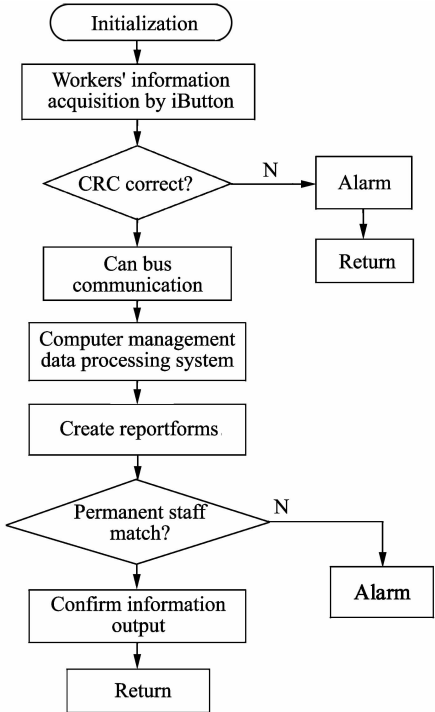 Initialization
Workers' information
acquisition by iButton
CRC correct?
N
Alarm
Return
Can bus
communication
Computer management
data processing system
Create reportforms
Permanent staff
match?
N
Alarm
Confirm information
output
Return